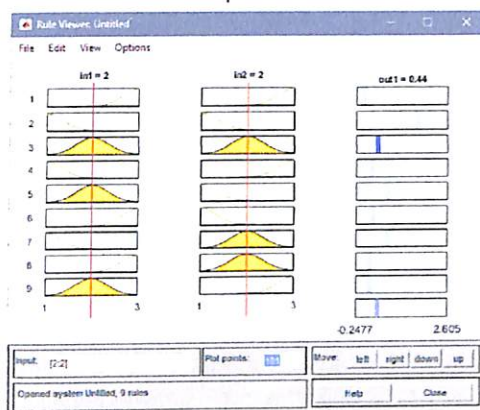 Rule Viewer: Untitled
File Edit View Options
in1 = 2 in2 = 2 out1 = 0.44
1
2
3
4
5
6
7
8
9
1 3 1 3
-0.2477 2.605
Input: [2;2] Plot points: 101 Move: left right down up
Opened system Untitled, 9 rules Help Close